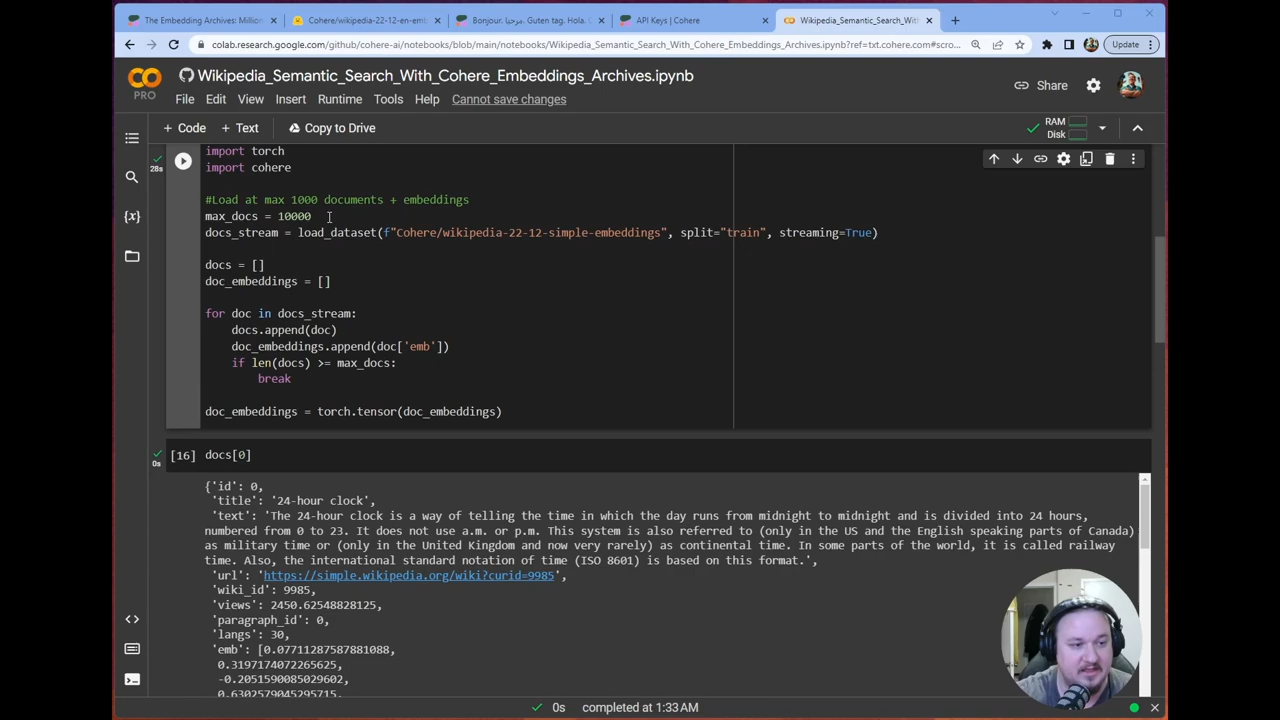 The Embedding Archives: Million
Cohere/wikipedia-22-12-en-emb
Bonjour. مرحبا. Guten tag. Hola.
API Keys | Cohere
Wikipedia_Semantic_Search_With
colab.research.google.com/github/cohere-ai/notebooks/blob/main/notebooks/Wikipedia_Semantic_Search_With_Cohere_Embeddings_Archives.ipynb?ref=txt.cohere.com#scro...
Update
Wikipedia_Semantic_Search_With_Cohere_Embeddings_Archives.ipynb
PRO
File Edit View Insert Runtime Tools Help Cannot save changes
Share
+ Code + Text Copy to Drive
RAM
Disk
28s
import torch
import cohere
#Load at max 1000 documents + embeddings
max_docs = 10000
docs_stream = load_dataset(f"Cohere/wikipedia-22-12-simple-embeddings", split="train", streaming=True)
docs = []
doc_embeddings = []
for doc in docs_stream:
    docs.append(doc)
    doc_embeddings.append(doc['emb'])
    if len(docs) >= max_docs:
        break
doc_embeddings = torch.tensor(doc_embeddings)
0s
[16] docs[0]
{'id': 0,
'title': '24-hour clock',
'text': 'The 24-hour clock is a way of telling the time in which the day runs from midnight to midnight and is divided into 24 hours,
numbered from 0 to 23. It does not use a.m. or p.m. This system is also referred to (only in the US and the English speaking parts of Canada)
as military time or (only in the United Kingdom and now very rarely) as continental time. In some parts of the world, it is called railway
time. Also, the international standard notation of time (ISO 8601) is based on this format.',
'url': 'https://simple.wikipedia.org/wiki?curid=9985',
'wiki_id': 9985,
'views': 2450.62548828125,
'paragraph_id': 0,
'langs': 30,
'emb': [0.07711287587881088,
0.3197174072265625,
-0.2051590085029602,
0.6302579045295715,
0s completed at 1:33AM